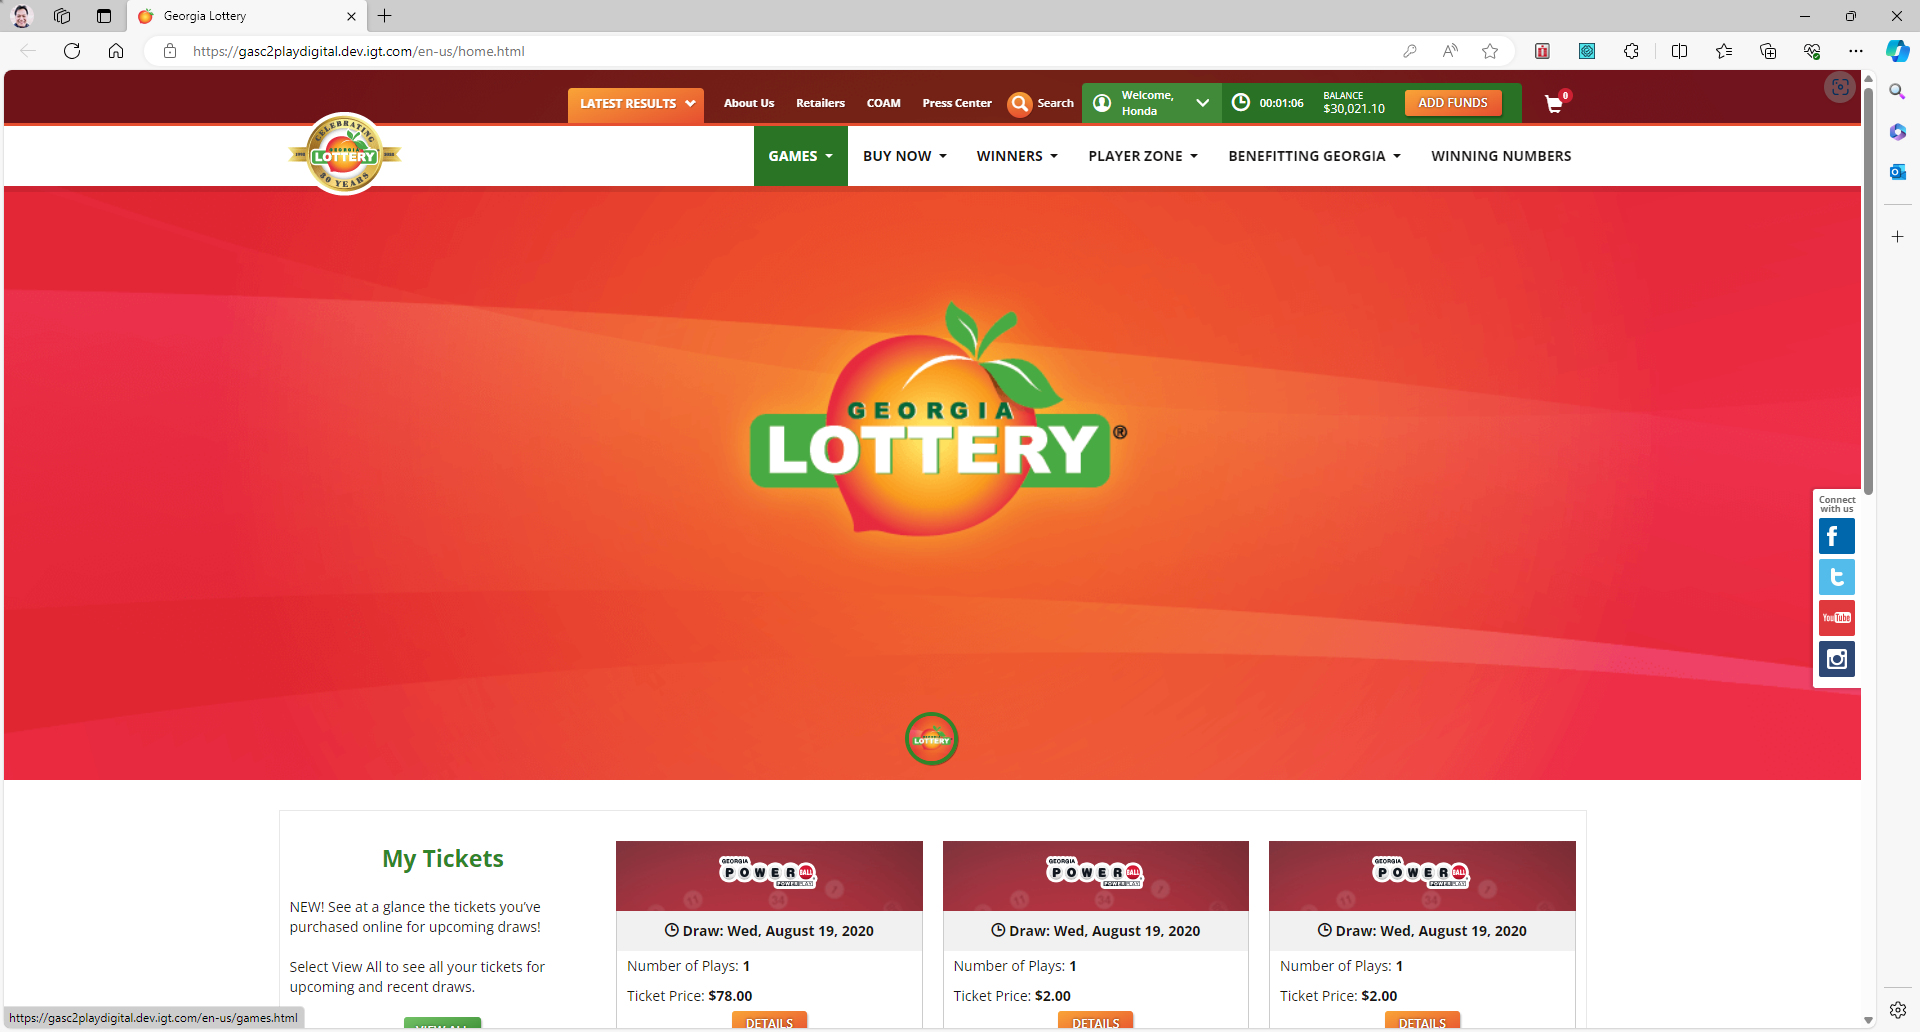 Georgia Lottery
https://gasc2playdigital.dev.igt.com/en-us/home.html
LATEST RESULTS
About Us
Retailers
COAM
Press Center
Search
Welcome,
Honda
00:01:06
BALANCE
$30,021.10
ADD FUNDS
0
CELEBRATING
GEORGIA
LOTTERY
30 YEARS
GAMES
BUY NOW
WINNERS
PLAYER ZONE
BENEFITTING GEORGIA
WINNING NUMBERS
GEORGIA
LOTTERY ®
Connect
with us
YouTube
LOTTERY
My Tickets
NEW! See at a glance the tickets you’ve
purchased online for upcoming draws!
Select View All to see all your tickets for
upcoming and recent draws.
VIEW ALL
GEORGIA
POWERBALL
POWER PLAY
Draw: Wed, August 19, 2020
Number of Plays: 1
Ticket Price: $78.00
DETAILS
GEORGIA
POWERBALL
POWER PLAY
Draw: Wed, August 19, 2020
Number of Plays: 1
Ticket Price: $2.00
DETAILS
GEORGIA
POWERBALL
POWER PLAY
Draw: Wed, August 19, 2020
Number of Plays: 1
Ticket Price: $2.00
DETAILS
https://gasc2playdigital.dev.igt.com/en-us/games.html